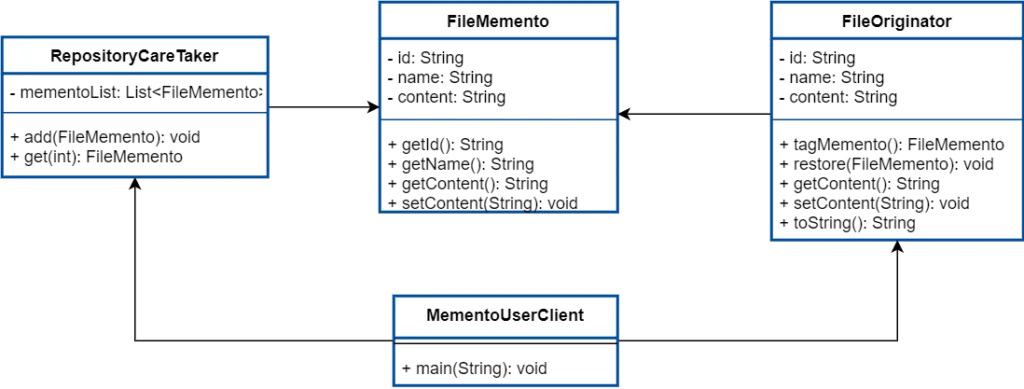 RepositoryCareTaker
- mementoList: List<FileMemento>
+ add(FileMemento): void
+ get(int): FileMemento
FileMemento
- id: String
- name: String
- content: String
+ getId(): String
+ getName(): String
+ getContent(): String
+ setContent(String): void
FileOriginator
- id: String
- name: String
- content: String
+ tagMemento(): FileMemento
+ restore(FileMemento): void
+ getContent(): String
+ setContent(String): void
+ toString(): String
MementoUserClient
+ main(String): void